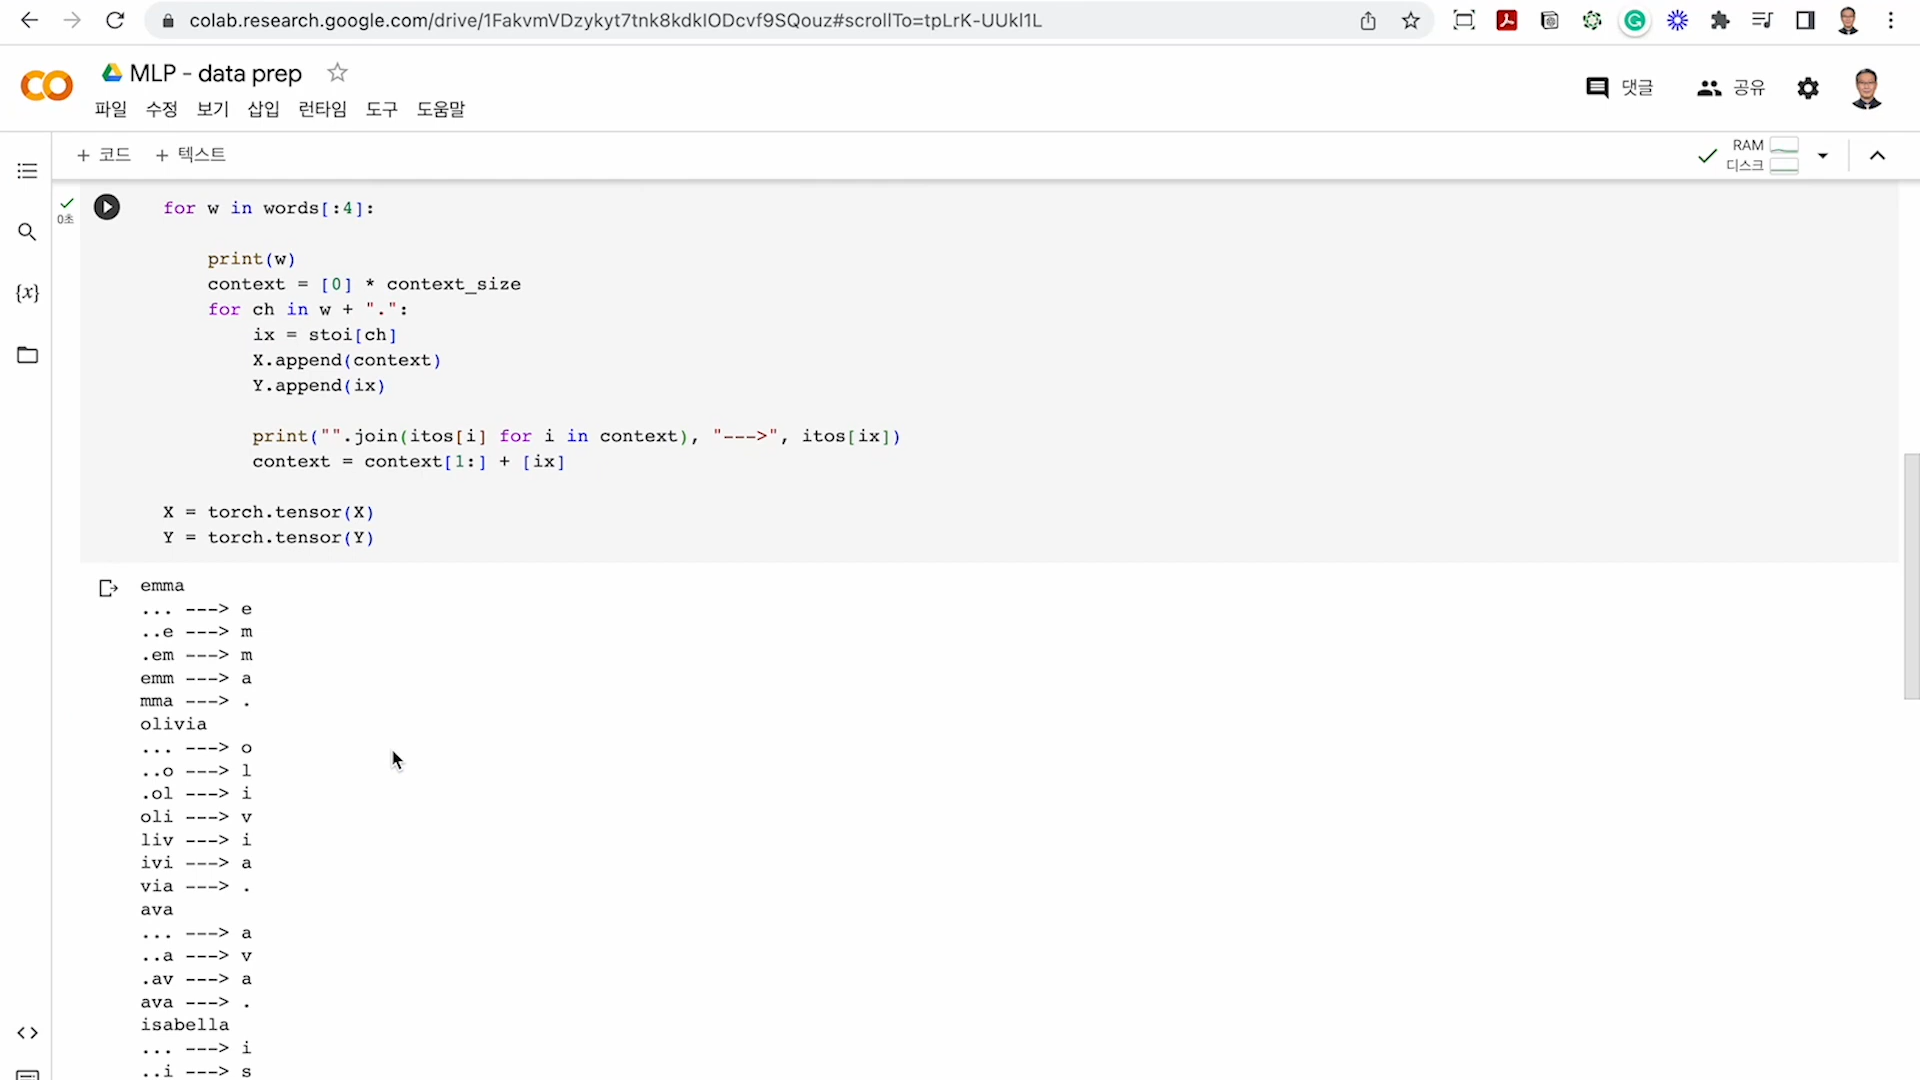 colab.research.google.com/drive/1FakvmVDzykyt7tnk8kdklODcvf9SQouz#scrollTo=tpLrK-UUkl1L
MLP - data prep
댓글
공유
파일 수정 보기 삽입 런타임 도구 도움말
+ 코드 + 텍스트
RAM
디스크
0초
for w in words[:4]:
print(w)
context = [0] * context_size
for ch in w + ".":
ix = stoi[ch]
X.append(context)
Y.append(ix)
print("".join(itos[i] for i in context), "--->", itos[ix])
context = context[1:] + [ix]
X = torch.tensor(X)
Y = torch.tensor(Y)
emma
... ---> e
..e ---> m
.em ---> m
emm ---> a
mma ---> .
olivia
... ---> o
..o ---> l
.ol ---> i
oli ---> v
liv ---> i
ivi ---> a
via ---> .
ava
... ---> a
..a ---> v
.av ---> a
ava ---> .
isabella
... ---> i
..i ---> s